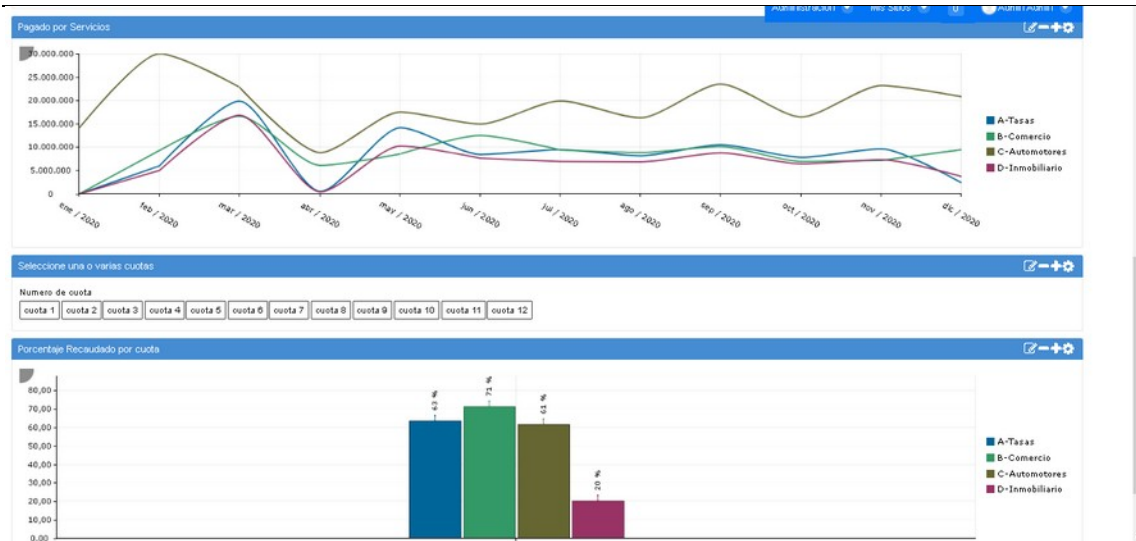 Administración Mis Sitios 0 Admin Admin
Pagado por Servicios
30.000.000
25.000.000
20.000.000
15.000.000
10.000.000
5.000.000
0
ene / 2020 feb / 2020 mar / 2020 abr / 2020 may / 2020 jun / 2020 jul / 2020 ago / 2020 sep / 2020 oct / 2020 nov / 2020 dic / 2020
A-Tasas
B-Comercio
C-Automotores
D-Inmobiliario
Seleccione una o varias cuotas
Numero de cuota
cuota 1 cuota 2 cuota 3 cuota 4 cuota 5 cuota 6 cuota 7 cuota 8 cuota 9 cuota 10 cuota 11 cuota 12
Porcentaje Recaudado por cuota
80,00
70,00
60,00
50,00
40,00
30,00
20,00
10,00
0,00
63 % 71 % 61 % 20 %
A-Tasas
B-Comercio
C-Automotores
D-Inmobiliario